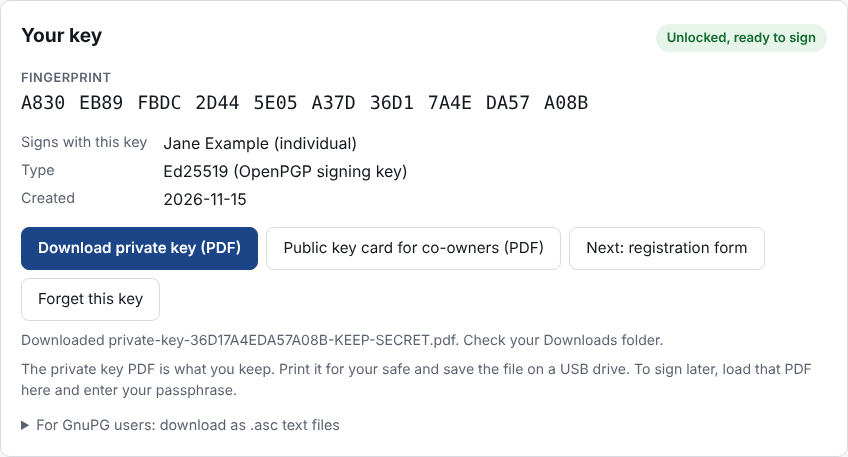 Your key
Unlocked, ready to sign
FINGERPRINT
A830 EB89 FBDC 2D44 5E05 A37D 36D1 7A4E DA57 A08B
Signs with this key Jane Example (individual)
Type Ed25519 (OpenPGP signing key)
Created 2026-11-15
Download private key (PDF) Public key card for co-owners (PDF) Next: registration form
Forget this key
Downloaded private-key-36D17A4EDA57A08B-KEEP-SECRET.pdf. Check your Downloads folder.
The private key PDF is what you keep. Print it for your safe and save the file on a USB drive. To sign later, load that PDF
here and enter your passphrase.
For GnuPG users: download as .asc text files